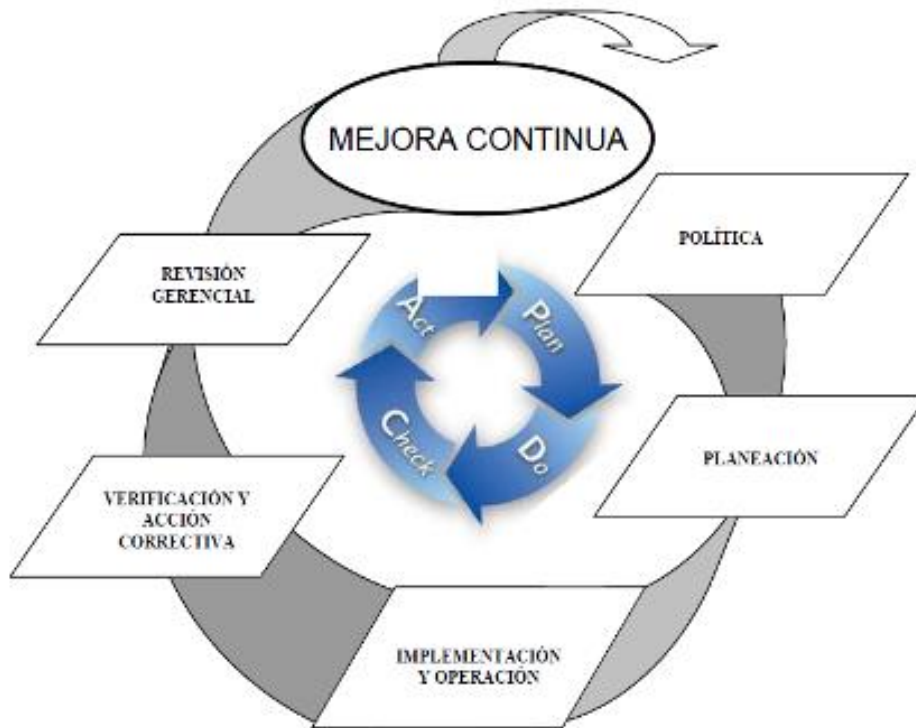 MEJORA CONTINUA
POLÍTICA
REVISIÓN
GERENCIAL
Act
Plan
Check
Do
PLANEACIÓN
VERIFICACIÓN Y
ACCIÓN
CORRECTIVA
IMPLEMENTACIÓN
Y OPERACIÓN